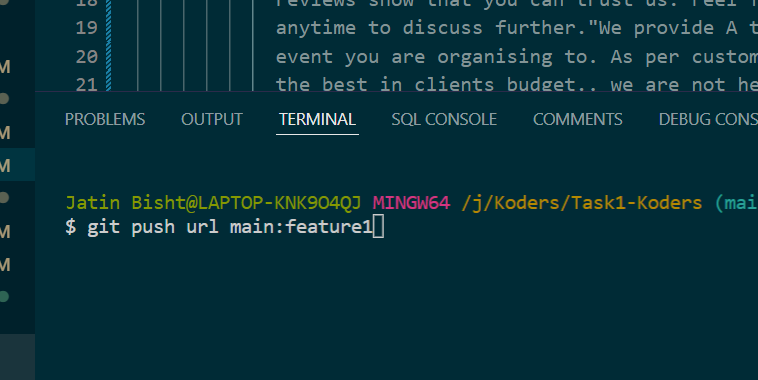 18 reviews show that you can trust us. Feel
19 anytime to discuss further."We provide A t
20 event you are organising to. As per custom
21 the best in clients budget.. we are not he
PROBLEMS OUTPUT TERMINAL SQL CONSOLE COMMENTS DEBUG CONS
Jatin Bisht@LAPTOP-KNK9O4QJ MINGW64 /j/Koders/Task1-Koders (mai
$ git push url main:feature1
M
M
M
M
M